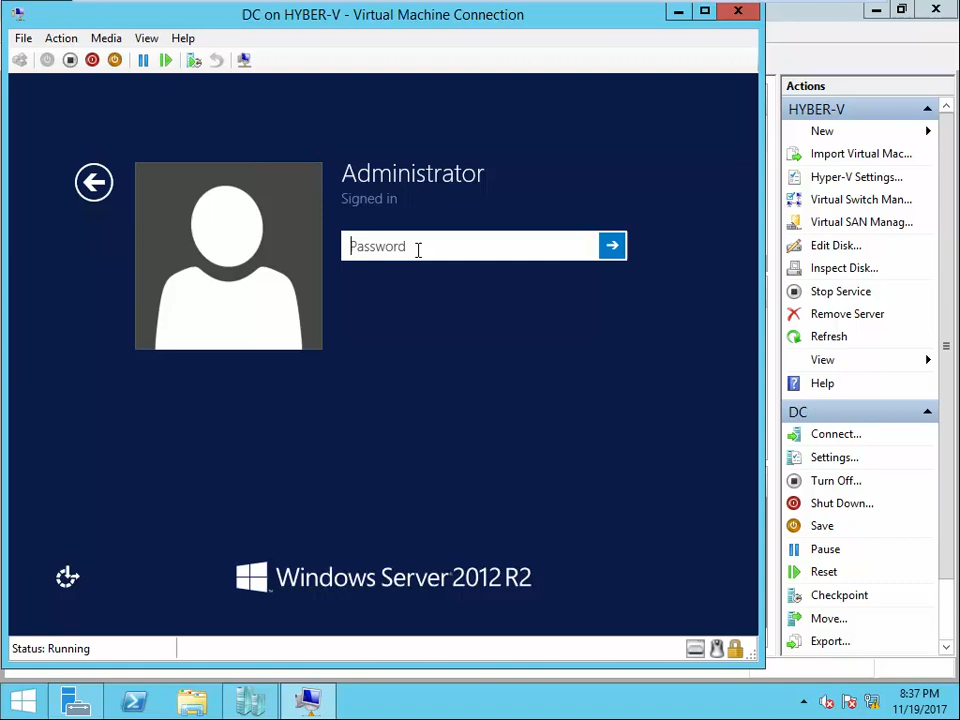 DC on HYBER-V - Virtual Machine Connection
File Action Media View Help
Administrator
Signed in
Password
Windows Server 2012 R2
Status: Running
Actions
HYBER-V
New
Import Virtual Mac...
Hyper-V Settings...
Virtual Switch Man...
Virtual SAN Manag...
Edit Disk...
Inspect Disk...
Stop Service
Remove Server
Refresh
View
Help
DC
Connect...
Settings...
Turn Off...
Shut Down...
Save
Pause
Reset
Checkpoint
Move...
Export...
8:37 PM
11/19/2017